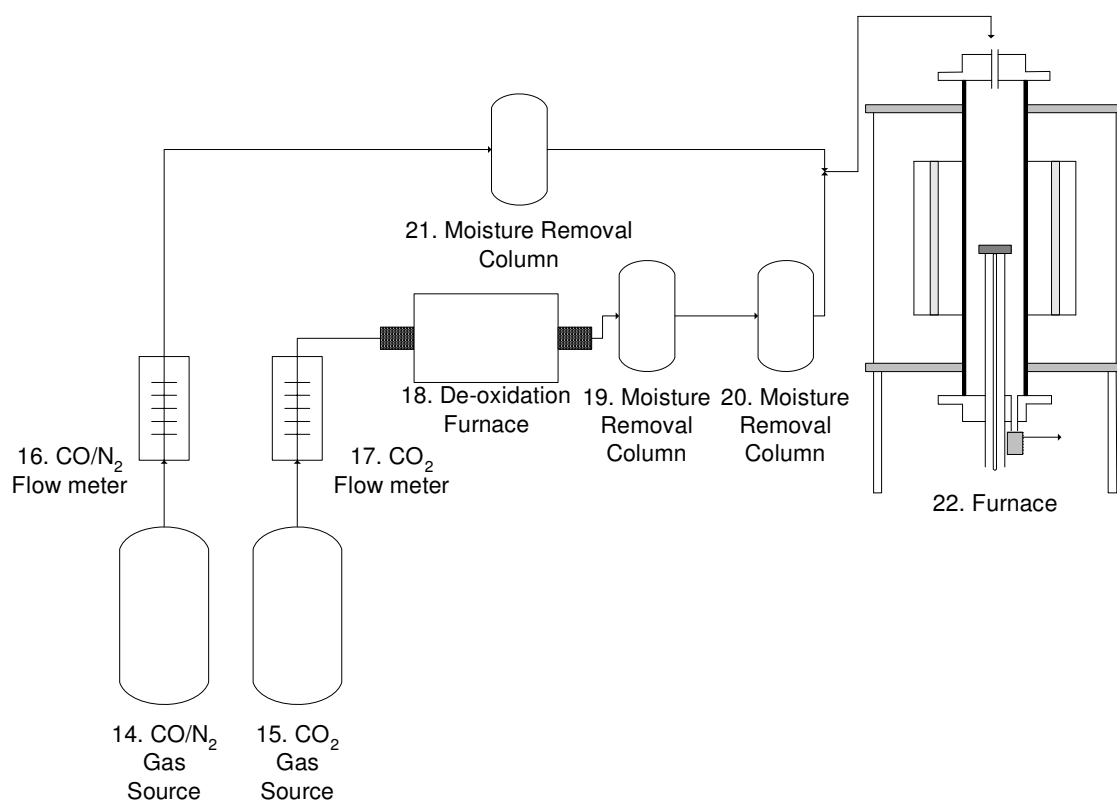 21. Moisture Removal
Column
18. De-oxidation
Furnace
19. Moisture
Removal
Column
20. Moisture
Removal
Column
16. CO/N₂
Flow meter
17. CO₂
Flow meter
22. Furnace
14. CO/N₂
Gas
Source
15. CO₂
Gas
Source